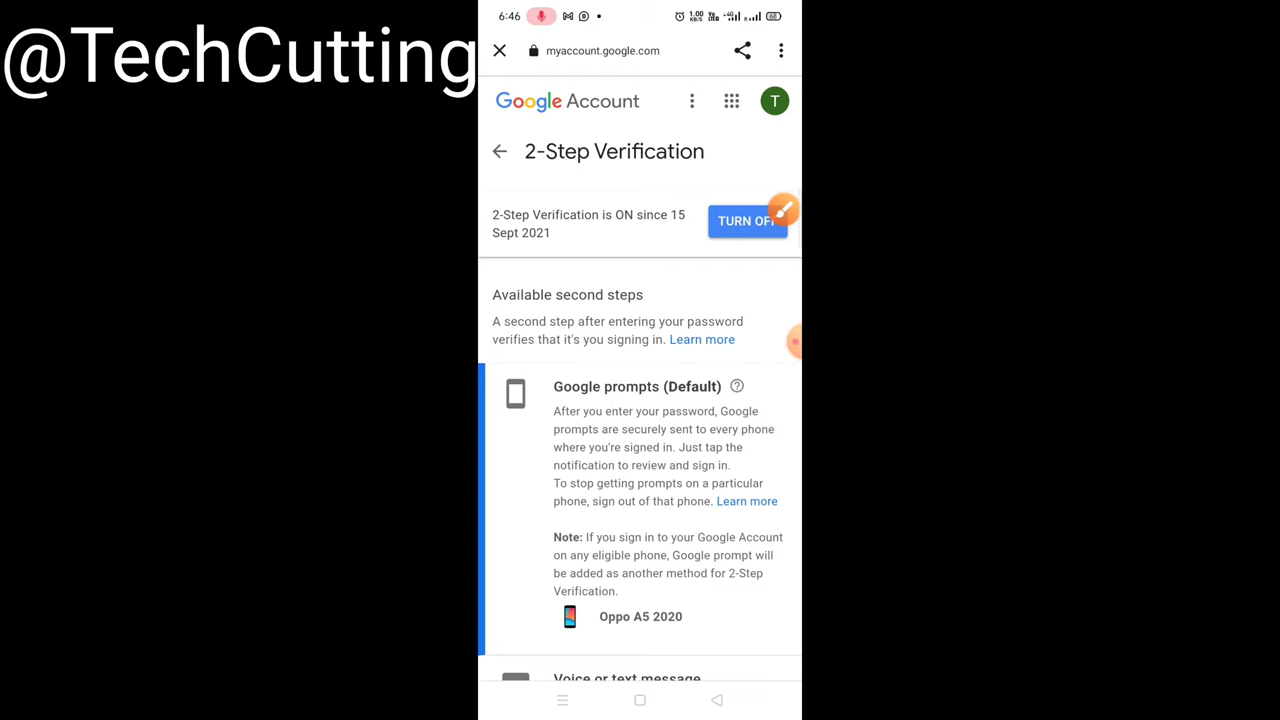 @TechCutting
6:46
1.00 KB/S
4G
R
68
myaccount.google.com
Google Account
T
2-Step Verification
2-Step Verification is ON since 15
Sept 2021
TURN OFF
Available second steps
A second step after entering your password
verifies that it's you signing in. Learn more
Google prompts (Default)
After you enter your password, Google
prompts are securely sent to every phone
where you're signed in. Just tap the
notification to review and sign in.
To stop getting prompts on a particular
phone, sign out of that phone. Learn more
Note: If you sign in to your Google Account
on any eligible phone, Google prompt will
be added as another method for 2-Step
Verification.
Oppo A5 2020
Voice or text message